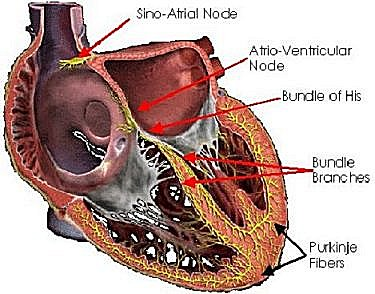 Sino-Atrial Node
Atrio-Ventricular
Node
Bundle of His
Bundle
Branches
Purkinje
Fibers